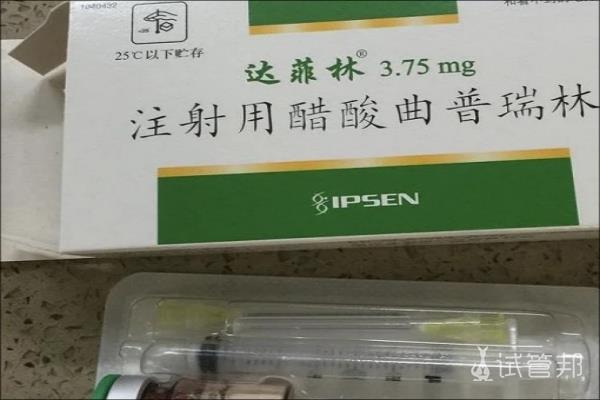 1040432
25℃以下贮存
达菲林® 3.75 mg
注射用醋酸曲普瑞林
IPSEN
试管邦